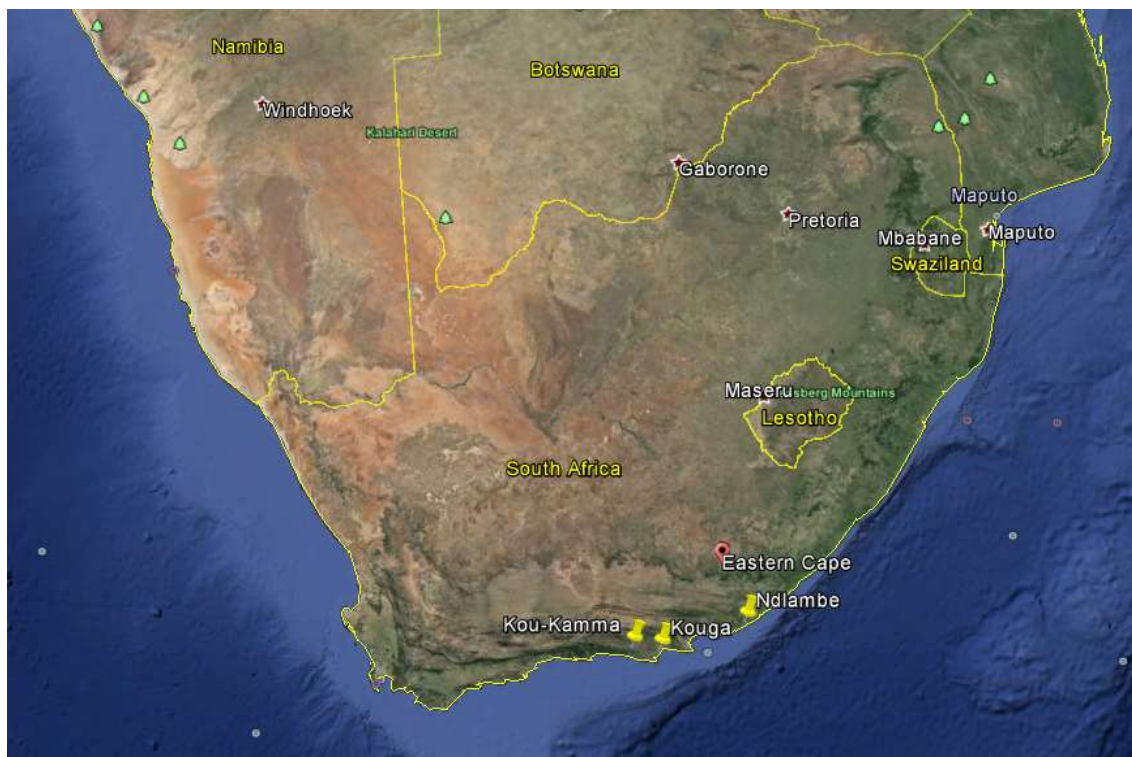 Namibia
Botswana
Windhoek
Kalahari Desert
Gaborone
Maputo
Pretoria
Mbabane
Maputo
Swaziland
Maseru
sberg Mountains
Lesotho
South Africa
Eastern Cape
Ndlambe
Kou-Kamma
Kouga